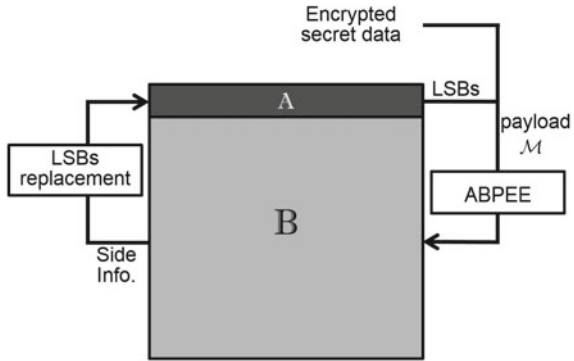 Encrypted
secret data
A
LSBs
LSBs
replacement
payload
ℳ
ABPEE
B
Side
Info.